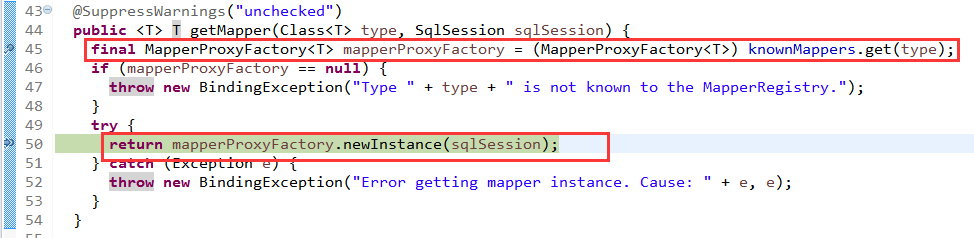 43 @SuppressWarnings("unchecked")
44 public <T> T getMapper(Class<T> type, SqlSession sqlSession) {
45 final MapperProxyFactory<T> mapperProxyFactory = (MapperProxyFactory<T>) knownMappers.get(type);
46 if (mapperProxyFactory == null) {
47 throw new BindingException("Type " + type + " is not known to the MapperRegistry.");
48 }
49 try {
50 return mapperProxyFactory.newInstance(sqlSession);
51 } catch (Exception e) {
52 throw new BindingException("Error getting mapper instance. Cause: " + e, e);
53 }
54 }